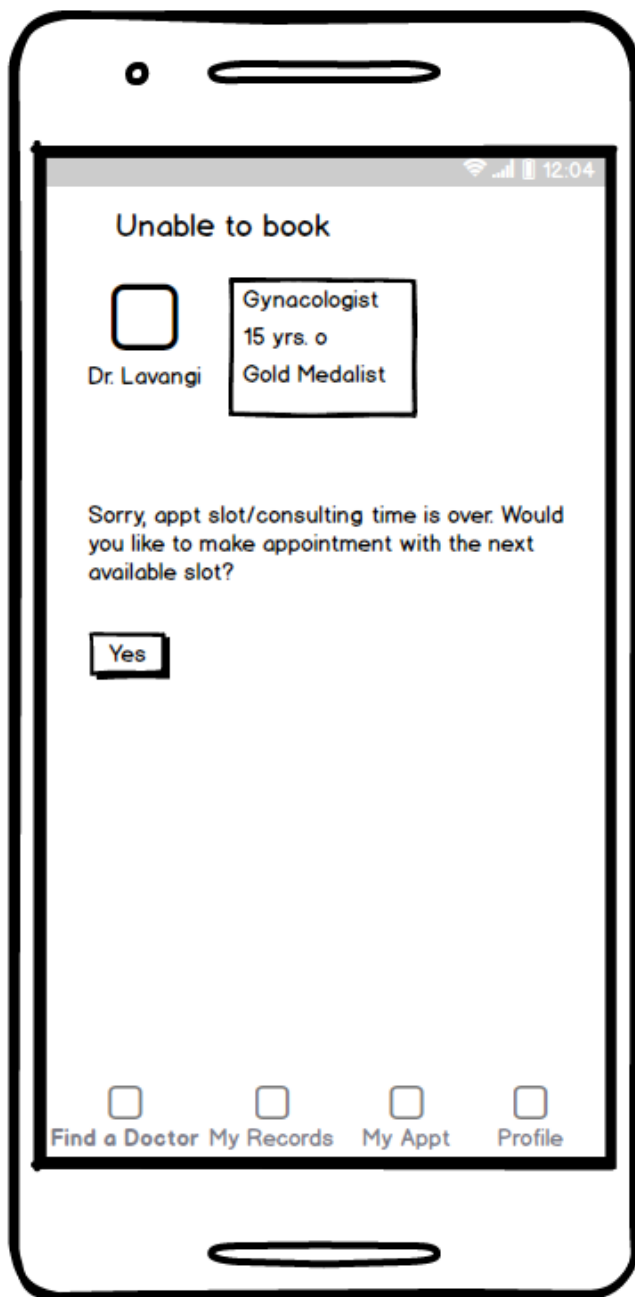 12:04
Unable to book
Gynacologist
15 yrs. o
Gold Medalist
Dr. Lavangi
Sorry, appt slot/consulting time is over. Would
you like to make appointment with the next
available slot?
Yes
Find a Doctor My Records My Appt Profile